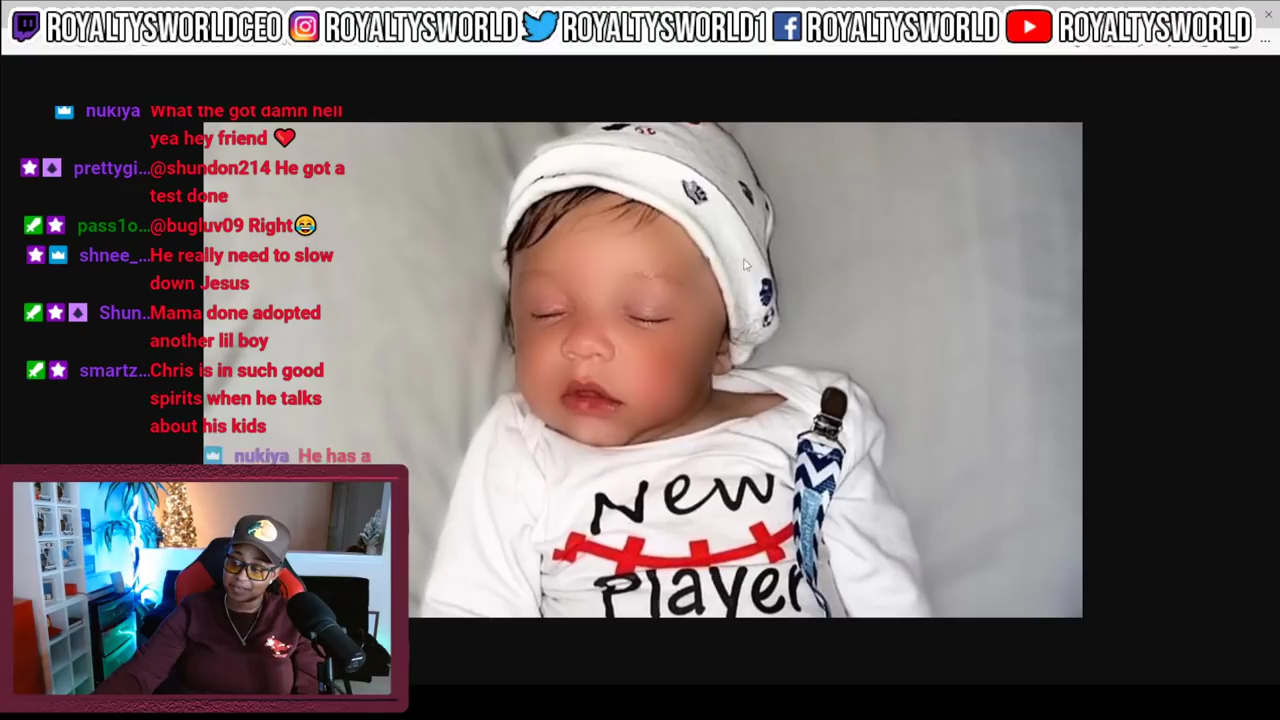 ROYALTYSWORLDCEO ROYALTYSWORLD ROYALTYSWORLD1 ROYALTYSWORLD ROYALTYSWORLD
nukiya What the got damn hell
yea hey friend ❤
prettygi... @shundon214 He got a
test done
pass1o... @bugluv09 Right😂
shnee_... He really need to slow
down Jesus
Shun... Mama done adopted
another lil boy
smartz... Chris is in such good
spirits when he talks
about his kids
nukiya He has a
New
Player